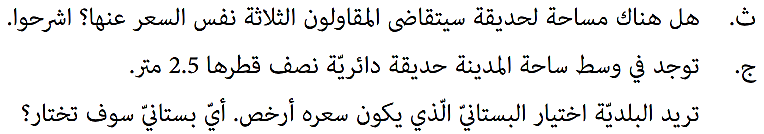 ث. هل هناك مساحة لحديقة سيتقاضى المقاولون الثلاثة نفس السعر عنها؟ اشرحوا.
ج. توجد في وسط ساحة المدينة حديقة دائريّة نصف قطرها 2.5 متر.
تريد البلديّة اختيار البستانيّ الّذي يكون سعره أرخص. أيّ بستانيّ سوف تختار؟